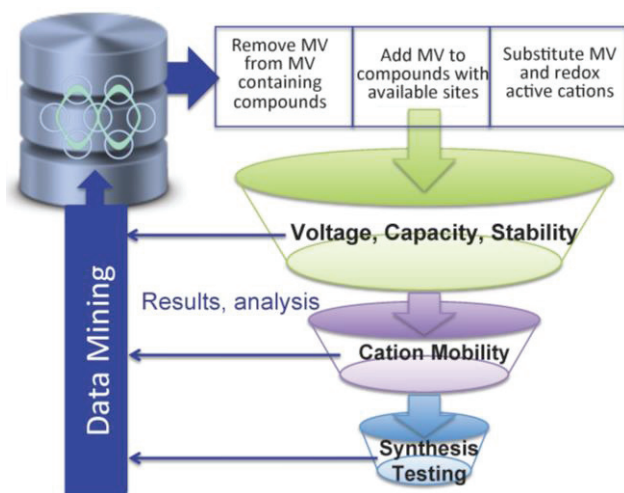 Remove MV
from MV
containing
compounds
Add MV to
compounds with
available sites
Substitute MV
and redox
active cations
Voltage, Capacity, Stability
Results, analysis
Cation Mobility
Synthesis
Testing
Data Mining